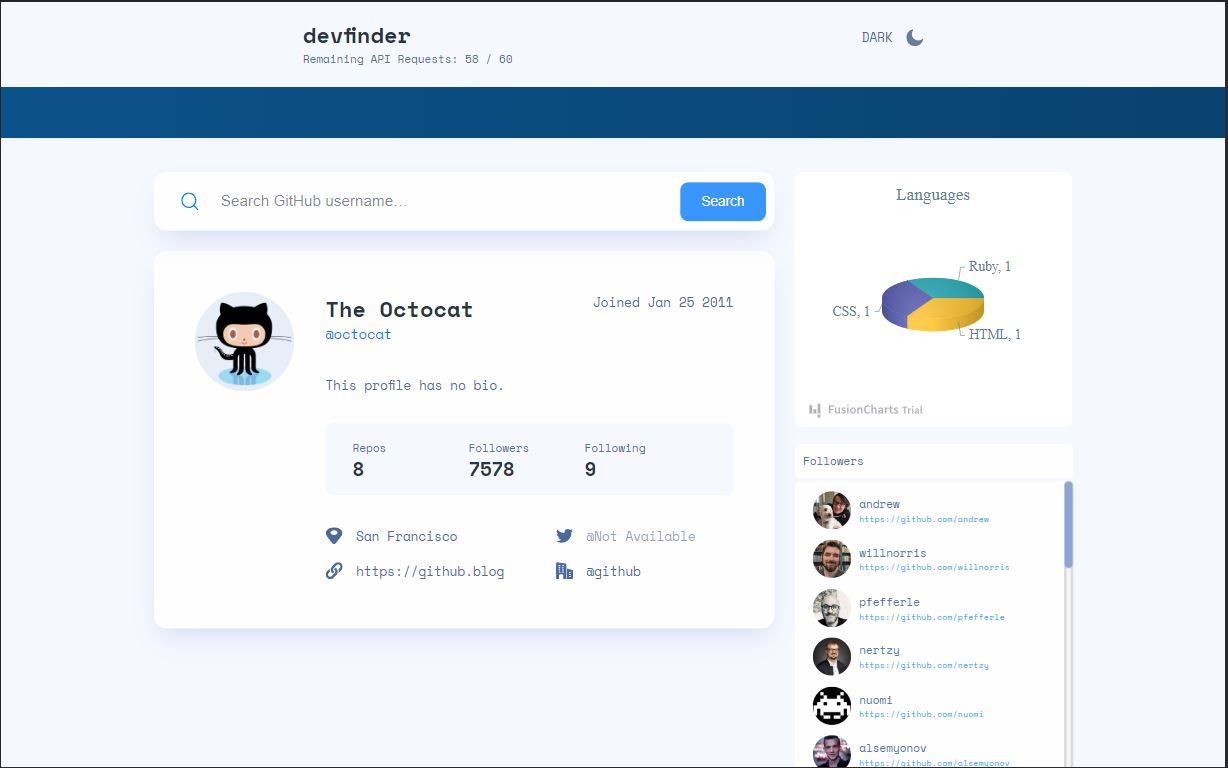 devfinder
Remaining API Requests: 58 / 60
DARK
Search GitHub username...
Search
The Octocat
Joined Jan 25 2011
@octocat
This profile has no bio.
Repos
Followers
Following
8
7578
9
San Francisco
@Not Available
https://github.blog
@github
Languages
Ruby, 1
CSS, 1
HTML, 1
FusionCharts Trial
Followers
andrew
https://github.com/andrew
willnorris
https://github.com/willnorris
pfefferle
https://github.com/pfefferle
nertzy
https://github.com/nertzy
nuomi
https://github.com/nuomi
alsemyonov
https://github.com/alsemyonov